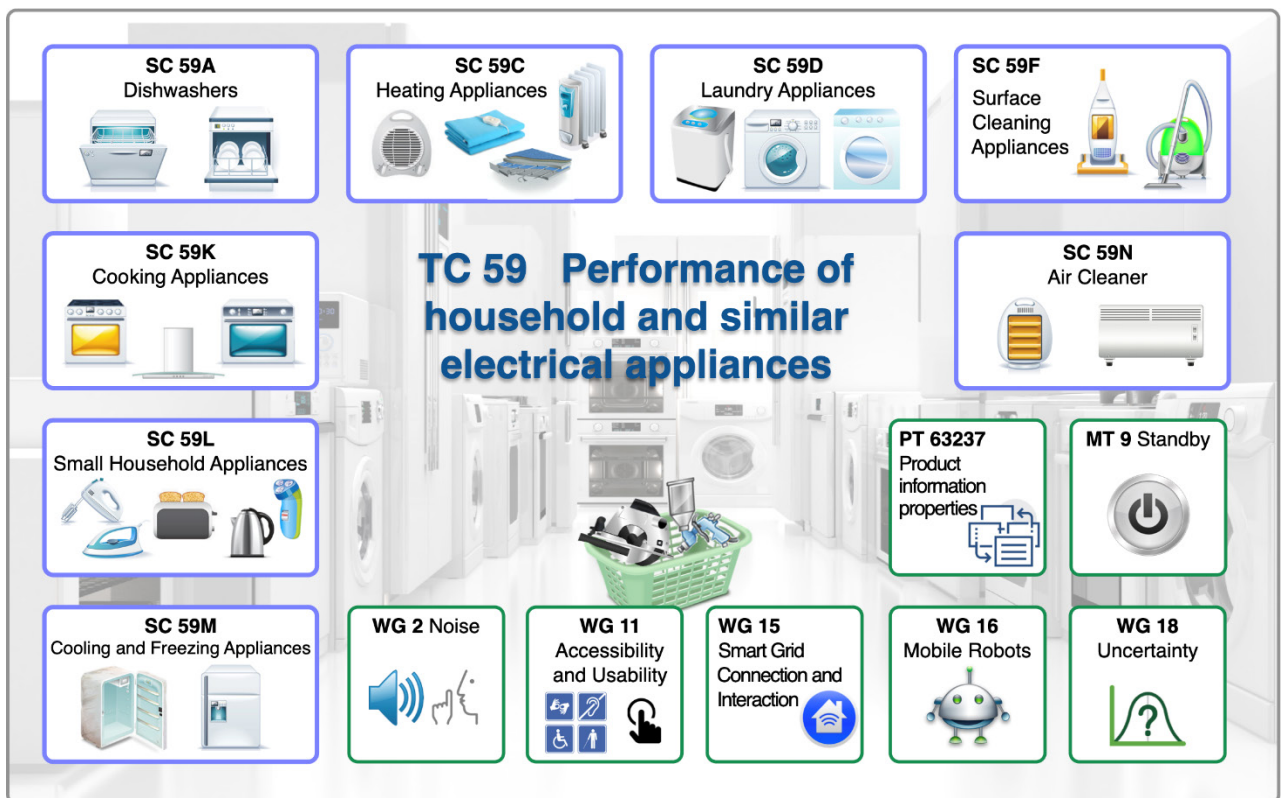 SC 59A
Dishwashers
SC 59C
Heating Appliances
SC 59D
Laundry Appliances
SC 59F
Surface
Cleaning
Appliances
SC 59K
Cooking Appliances
TC 59 Performance of
household and similar
electrical appliances
SC 59N
Air Cleaner
SC 59L
Small Household Appliances
PT 63237
Product
information
properties
MT 9 Standby
SC 59M
Cooling and Freezing Appliances
WG 2 Noise
WG 11
Accessibility
and Usability
WG 15
Smart Grid
Connection and
Interaction
WG 16
Mobile Robots
WG 18
Uncertainty
?